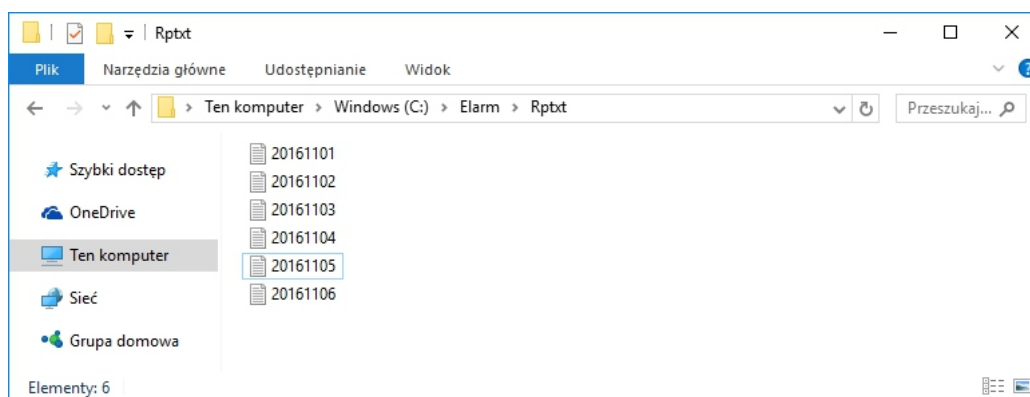 Rptxt
Plik Narzędzia główne Udostępnianie Widok
Ten komputer Windows (C:) Elarm Rptxt Przeszukaj...
Szybki dostęp
OneDrive
Ten komputer
Sieć
Grupa domowa
20161101
20161102
20161103
20161104
20161105
20161106
Elementy: 6